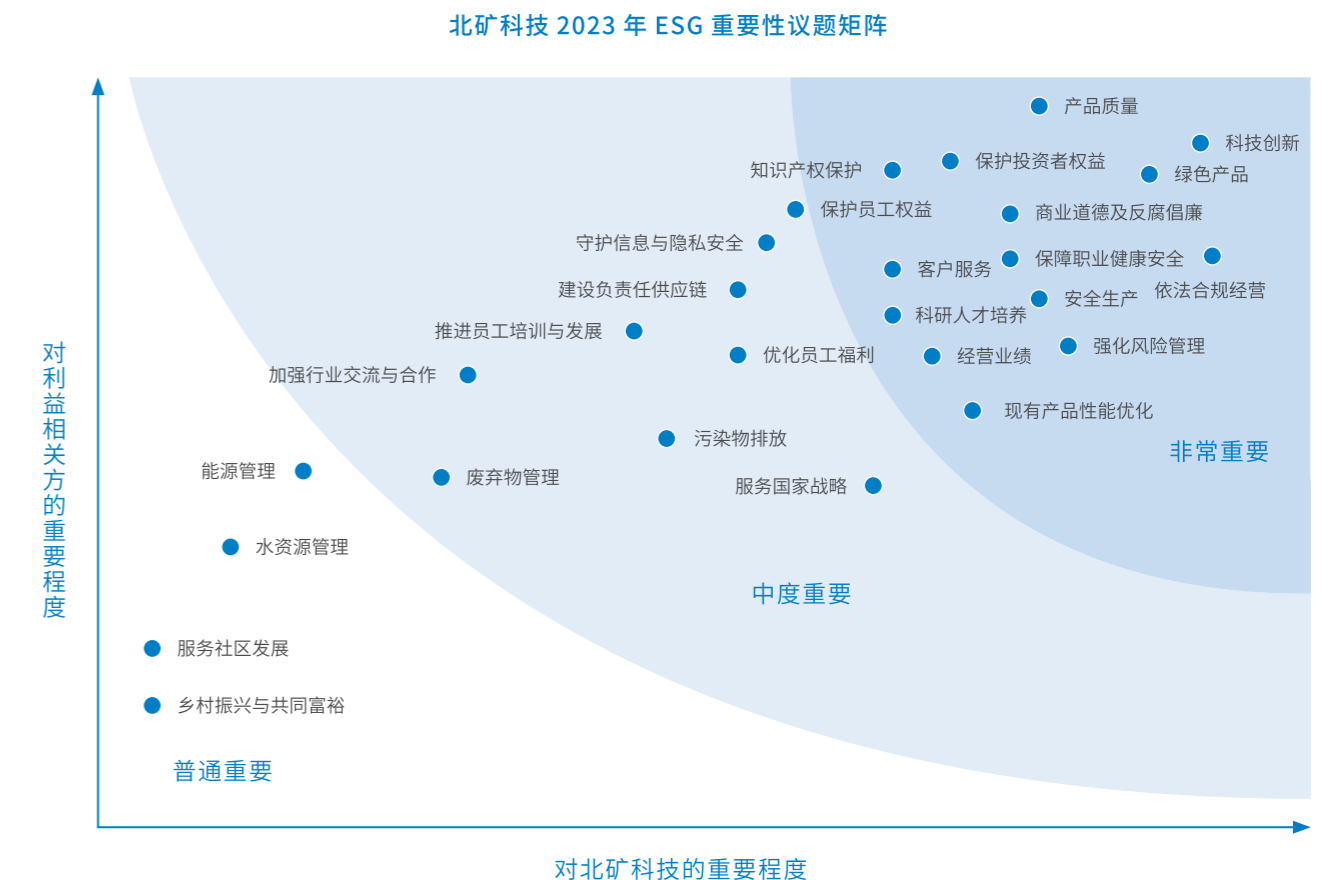 北矿科技 2023 年 ESG 重要性议题矩阵
产品质量
科技创新
保护投资者权益
知识产权保护
绿色产品
保护员工权益
商业道德及反腐倡廉
守护信息与隐私安全
保障职业健康安全
客户服务
建设负责任供应链
依法合规经营
安全生产
科研人才培养
推进员工培训与发展
强化风险管理
优化员工福利
经营业绩
加强行业交流与合作
现有产品性能优化
污染物排放
非常重要
能源管理
废弃物管理
服务国家战略
水资源管理
中度重要
服务社区发展
乡村振兴与共同富裕
普通重要
对利益相关方的重要程度
对北矿科技的重要程度